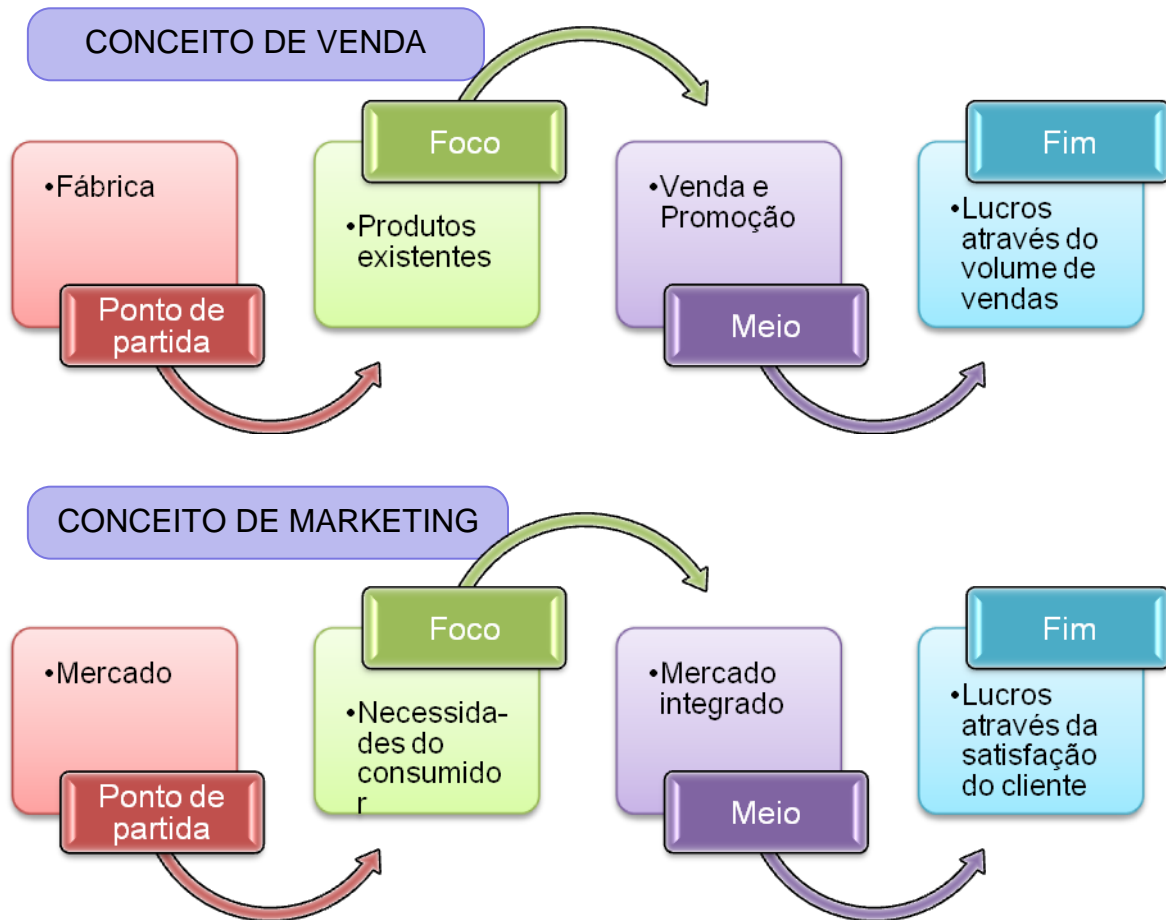 CONCEITO DE VENDA
•Fábrica
Ponto de
partida
Foco
•Produtos
existentes
•Venda e
Promoção
Meio
Fim
•Lucros
através do
volume de
vendas
CONCEITO DE MARKETING
•Mercado
Ponto de
partida
Foco
•Necessida-
des do
consumido
r
•Mercado
integrado
Meio
Fim
•Lucros
através da
satisfação
do cliente